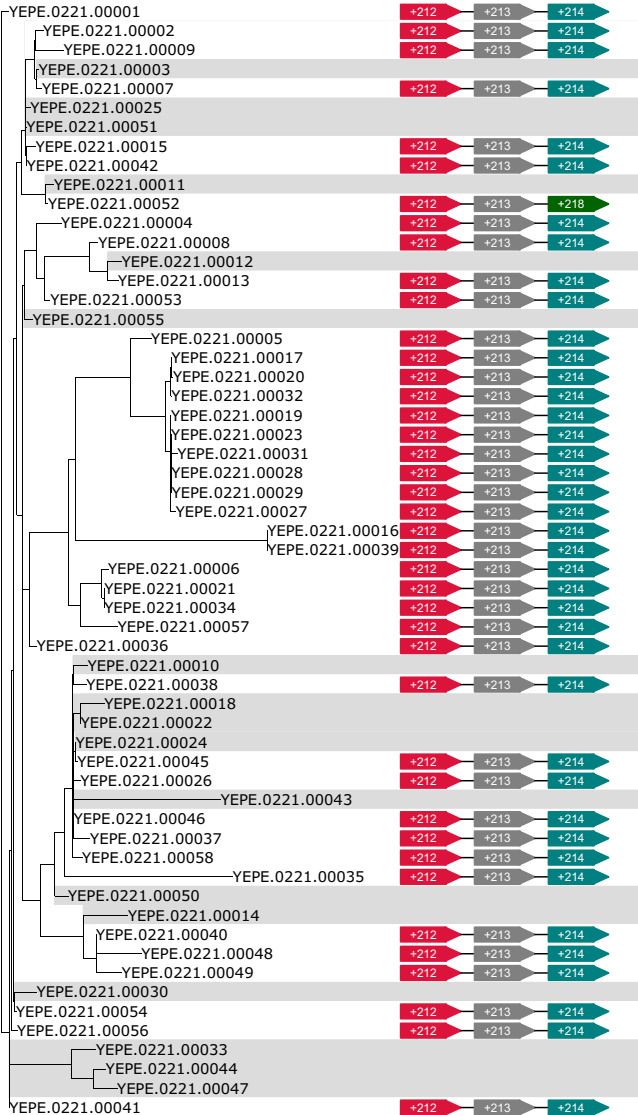 YEPE.0221.00001 +212 +213 +214
YEPE.0221.00002 +212 +213 +214
YEPE.0221.00009 +212 +213 +214
YEPE.0221.00003
YEPE.0221.00007 +212 +213 +214
YEPE.0221.00025
YEPE.0221.00051
YEPE.0221.00015 +212 +213 +214
YEPE.0221.00042 +212 +213 +214
YEPE.0221.00011
YEPE.0221.00052 +212 +213 +218
YEPE.0221.00004 +212 +213 +214
YEPE.0221.00008 +212 +213 +214
YEPE.0221.00012
YEPE.0221.00013 +212 +213 +214
YEPE.0221.00053 +212 +213 +214
YEPE.0221.00055
YEPE.0221.00005 +212 +213 +214
YEPE.0221.00017 +212 +213 +214
YEPE.0221.00020 +212 +213 +214
YEPE.0221.00032 +212 +213 +214
YEPE.0221.00019 +212 +213 +214
YEPE.0221.00023 +212 +213 +214
YEPE.0221.00031 +212 +213 +214
YEPE.0221.00028 +212 +213 +214
YEPE.0221.00029 +212 +213 +214
YEPE.0221.00027 +212 +213 +214
YEPE.0221.00016 +212 +213 +214
YEPE.0221.00039 +212 +213 +214
YEPE.0221.00006 +212 +213 +214
YEPE.0221.00021 +212 +213 +214
YEPE.0221.00034 +212 +213 +214
YEPE.0221.00057 +212 +213 +214
YEPE.0221.00036 +212 +213 +214
YEPE.0221.00010
YEPE.0221.00038 +212 +213 +214
YEPE.0221.00018
YEPE.0221.00022
YEPE.0221.00024
YEPE.0221.00045 +212 +213 +214
YEPE.0221.00026 +212 +213 +214
YEPE.0221.00043
YEPE.0221.00046 +212 +213 +214
YEPE.0221.00037 +212 +213 +214
YEPE.0221.00058 +212 +213 +214
YEPE.0221.00035 +212 +213 +214
YEPE.0221.00050
YEPE.0221.00014
YEPE.0221.00040 +212 +213 +214
YEPE.0221.00048 +212 +213 +214
YEPE.0221.00049 +212 +213 +214
YEPE.0221.00030
YEPE.0221.00054 +212 +213 +214
YEPE.0221.00056 +212 +213 +214
YEPE.0221.00033
YEPE.0221.00044
YEPE.0221.00047
YEPE.0221.00041 +212 +213 +214